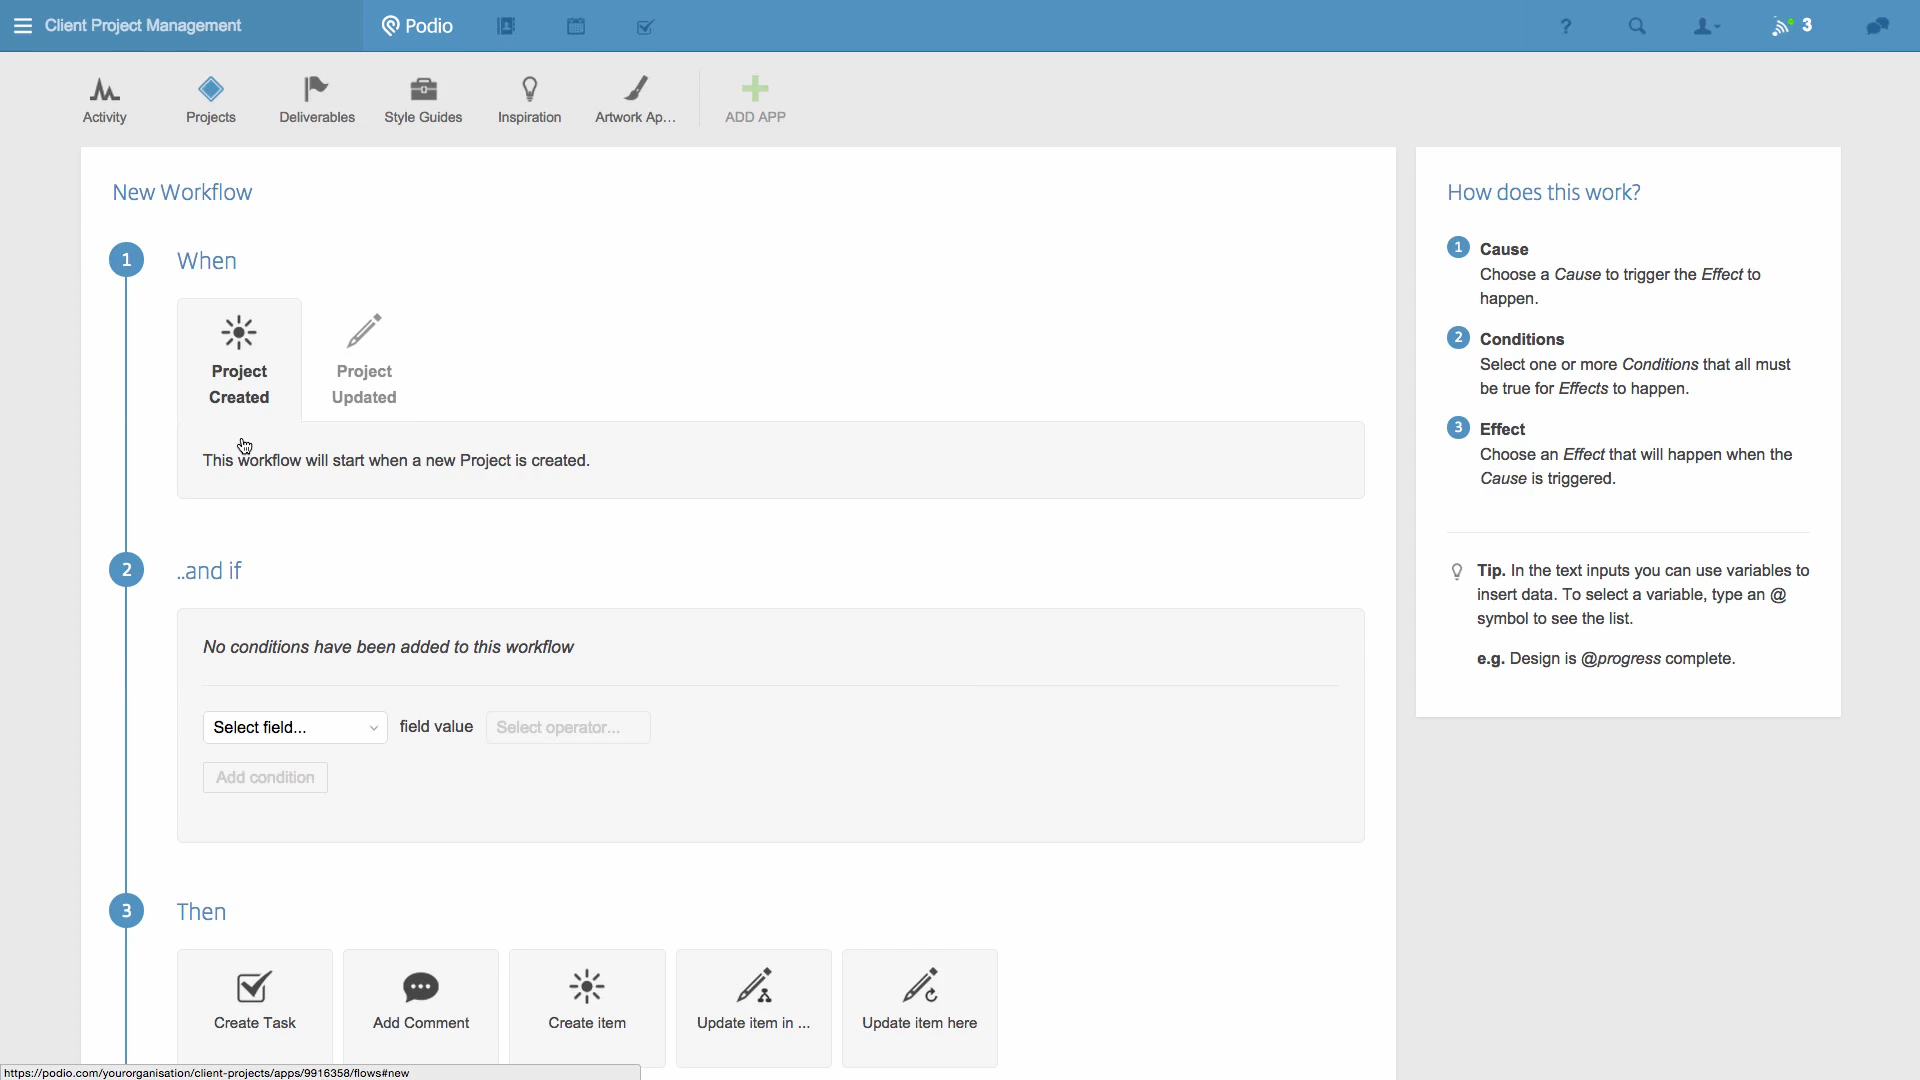 Client Project Management
Podio
3
Activity
Projects
Deliverables
Style Guides
Inspiration
Artwork Ap...
ADD APP
New Workflow
1
When
Project
Created
Project
Updated
This workflow will start when a new Project is created.
2
..and if
No conditions have been added to this workflow
Select field...
field value
Select operator...
Add condition
3
Then
Create Task
Add Comment
Create item
Update item in ...
Update item here
How does this work?
1
Cause
Choose a Cause to trigger the Effect to
happen.
2
Conditions
Select one or more Conditions that all must
be true for Effects to happen.
3
Effect
Choose an Effect that will happen when the
Cause is triggered.
Tip. In the text inputs you can use variables to
insert data. To select a variable, type an @
symbol to see the list.
e.g. Design is @progress complete.
https://podio.com/yourorganisation/client-projects/apps/9916358/flows#new